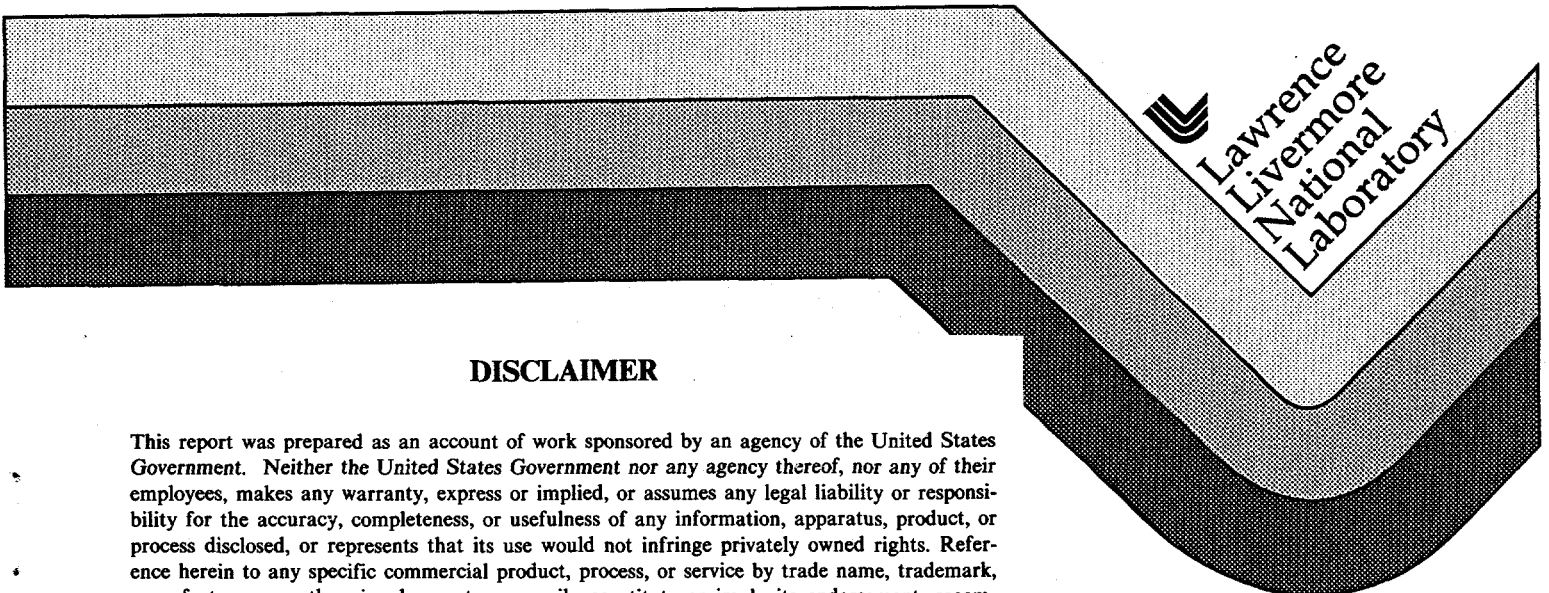 Lawrence
Livermore
National
Laboratory
DISCLAIMER
This report was prepared as an account of work sponsored by an agency of the United States
Government. Neither the United States Government nor any agency thereof, nor any of their
employees, makes any warranty, express or implied, or assumes any legal liability or responsi-
bility for the accuracy, completeness, or usefulness of any information, apparatus, product, or
process disclosed, or represents that its use would not infringe privately owned rights. Refer-
ence herein to any specific commercial product, process, or service by trade name, trademark,